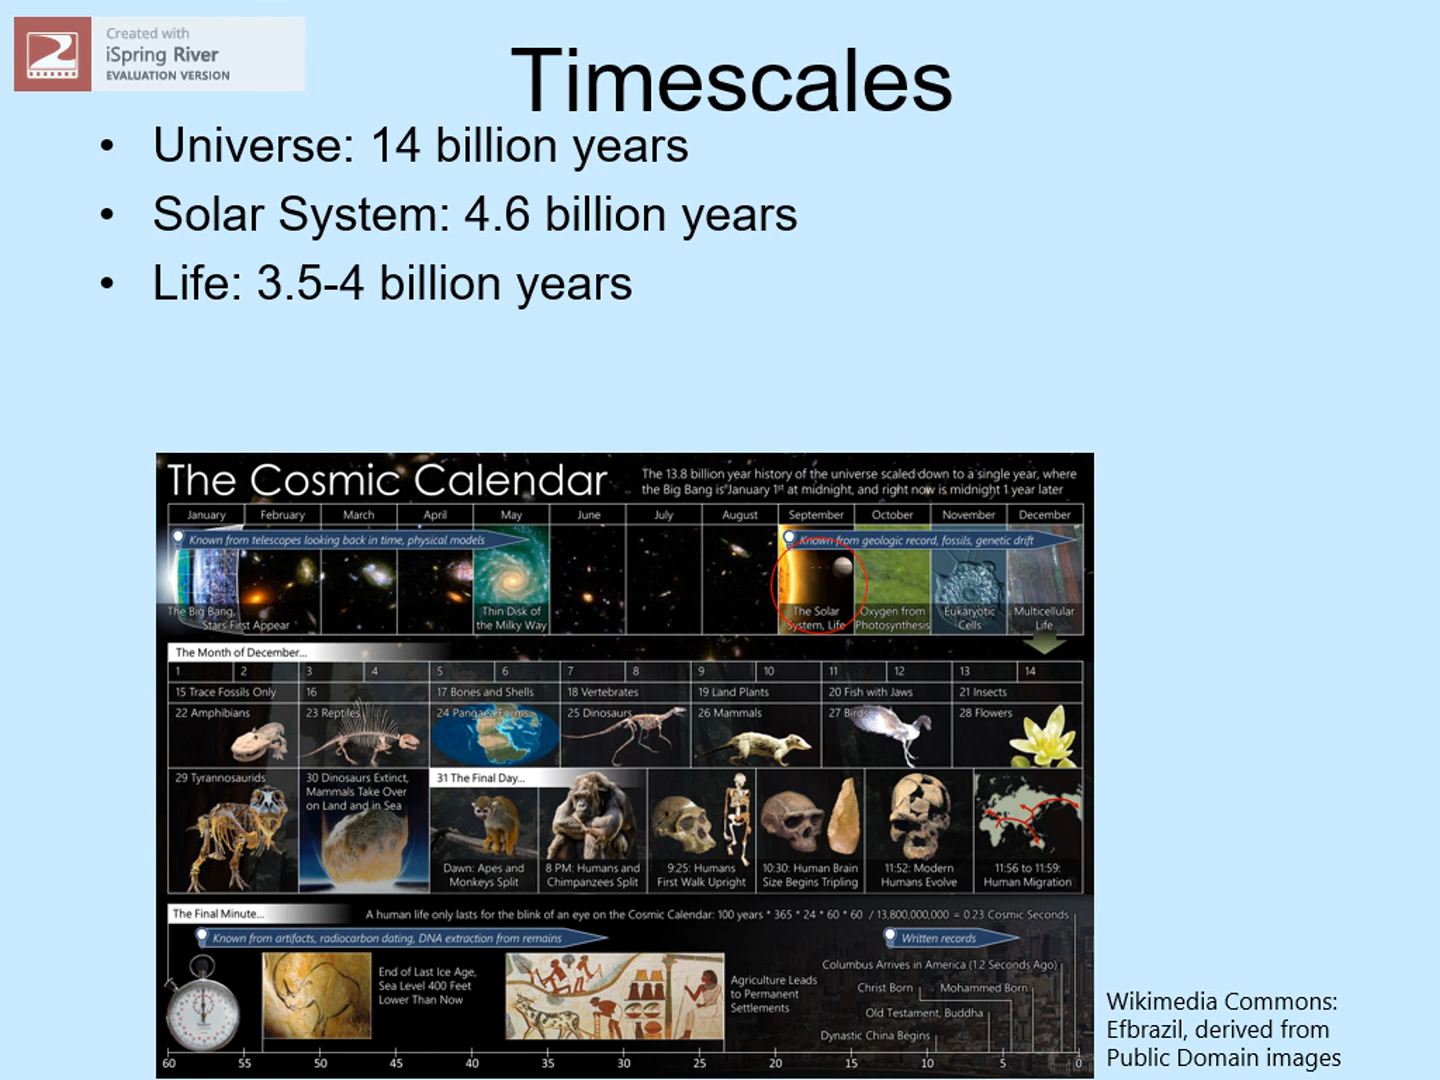 Created with
iSpring River
EVALUATION VERSION
Timescales
• Universe: 14 billion years
• Solar System: 4.6 billion years
• Life: 3.5-4 billion years
The Cosmic Calendar
The 13.8 billion year history of the universe scaled down to a single year, where
the Big Bang is January 1st at midnight, and right now is midnight 1 year later
January February March April May June July August September October November December
Known from telescopes looking back in time, physical models
Known from geologic record, fossils, genetic drift
The Big Bang,
Stars First Appear
Thin Disk of
the Milky Way
The Solar
System, Life
Oxygen from
Photosynthesis
Eukaryotic
Cells
Multicellular
Life
The Month of December...
1 2 3 4 5 6 7 8 9 10 11 12 13 14
15 Trace Fossils Only 16 17 Bones and Shells 18 Vertebrates 19 Land Plants 20 Fish with Jaws 21 Insects
22 Amphibians 23 Reptiles 24 Pangaea Forms 25 Dinosaurs 26 Mammals 27 Birds 28 Flowers
29 Tyrannosaurids
30 Dinosaurs Extinct,
Mammals Take Over
on Land and in Sea
31 The Final Day...
Dawn: Apes and
Monkeys Split
8 PM: Humans and
Chimpanzees Split
9:25: Humans
First Walk Upright
10:30: Human Brain
Size Begins Tripling
11:52: Modern
Humans Evolve
11:56 to 11:59:
Human Migration
The Final Minute...
A human life only lasts for the blink of an eye on the Cosmic Calendar: 100 years * 365 * 24 * 60 * 60 / 13,800,000,000 = 0.23 Cosmic Seconds
Known from artifacts, radiocarbon dating, DNA extraction from remains
Written records
End of Last Ice Age,
Sea Level 400 Feet
Lower Than Now
Agriculture Leads
to Permanent
Settlements
Columbus Arrives in America (1.2 Seconds Ago)
Christ Born
Mohammed Born
Old Testament, Buddha
Dynastic China Begins
60 55 50 45 40 35 30 25 20 15 10 5 0
Wikimedia Commons:
Efbrazil, derived from
Public Domain images